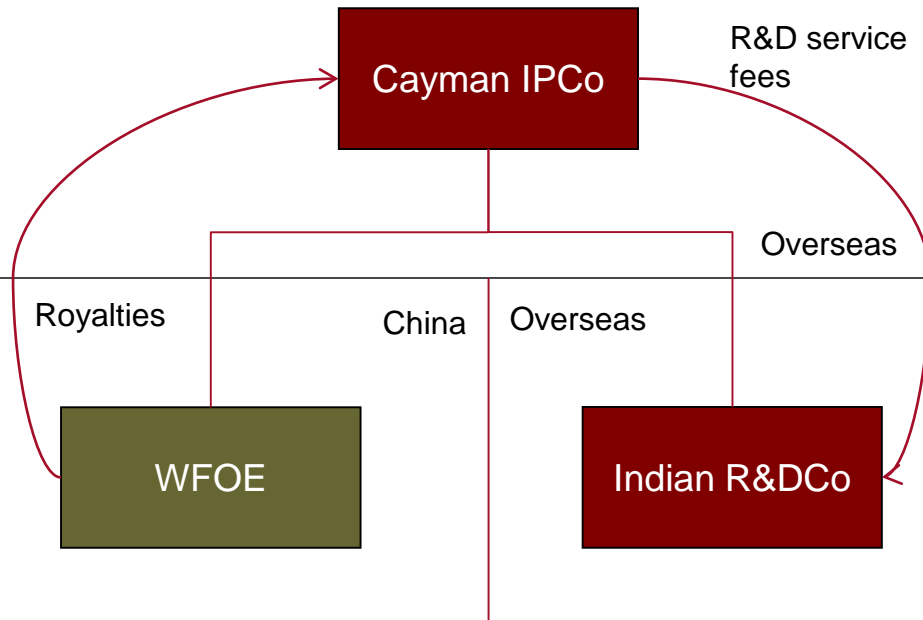 R&D service
fees
Cayman IPCo
Overseas
Royalties
China
Overseas
WFOE
Indian R&DCo